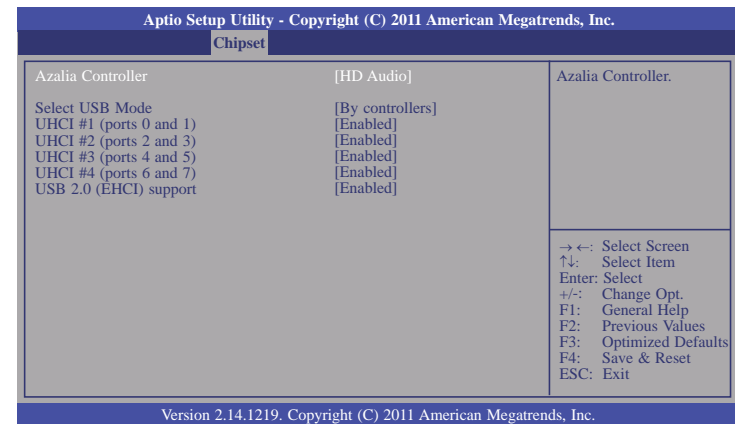 Aptio Setup Utility - Copyright (C) 2011 American Megatrends, Inc.
Chipset
Azalia Controller [HD Audio]
Select USB Mode [By controllers]
UHCI #1 (ports 0 and 1) [Enabled]
UHCI #2 (ports 2 and 3) [Enabled]
UHCI #3 (ports 4 and 5) [Enabled]
UHCI #4 (ports 6 and 7) [Enabled]
USB 2.0 (EHCI) support [Enabled]
Azalia Controller.
→ ←: Select Screen
↑↓: Select Item
Enter: Select
+/-: Change Opt.
F1: General Help
F2: Previous Values
F3: Optimized Defaults
F4: Save & Reset
ESC: Exit
Version 2.14.1219. Copyright (C) 2011 American Megatrends, Inc.